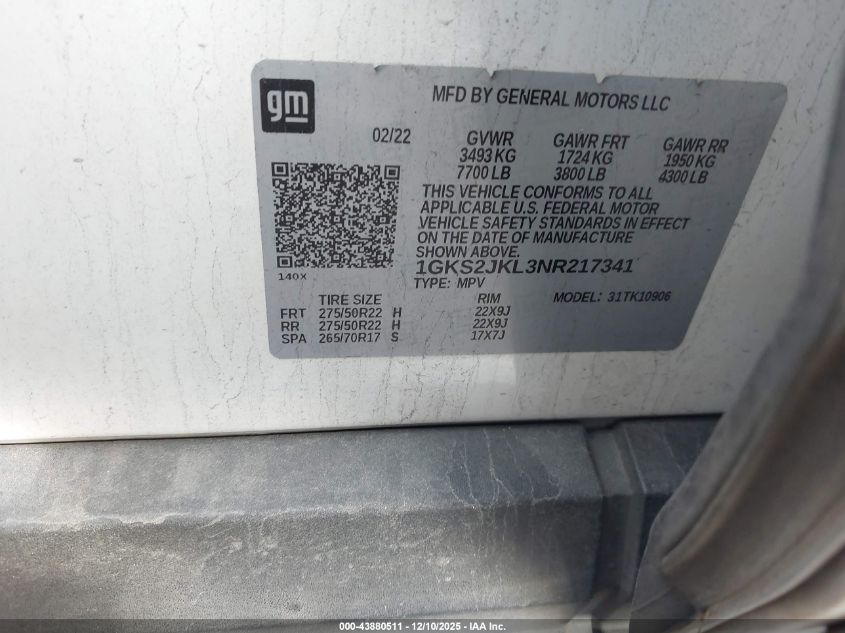 gm
MFD BY GENERAL MOTORS LLC
02/22 GVWR GAWR FRT GAWR RR
3493 KG 1724 KG 1950 KG
7700 LB 3800 LB 4300 LB
THIS VEHICLE CONFORMS TO ALL
APPLICABLE U.S. FEDERAL MOTOR
VEHICLE SAFETY STANDARDS IN EFFECT
ON THE DATE OF MANUFACTURE
SHOWN ABOVE.
1GKS2JKL3NR217341
140X
TYPE: MPV MODEL: 31TK10906
TIRE SIZE RIM
FRT 275/50R22 H 22X9J
RR 275/50R22 H 22X9J
SPA 265/70R17 S 17X7J
000-43880511 - 12/10/2025 - IAA Inc.